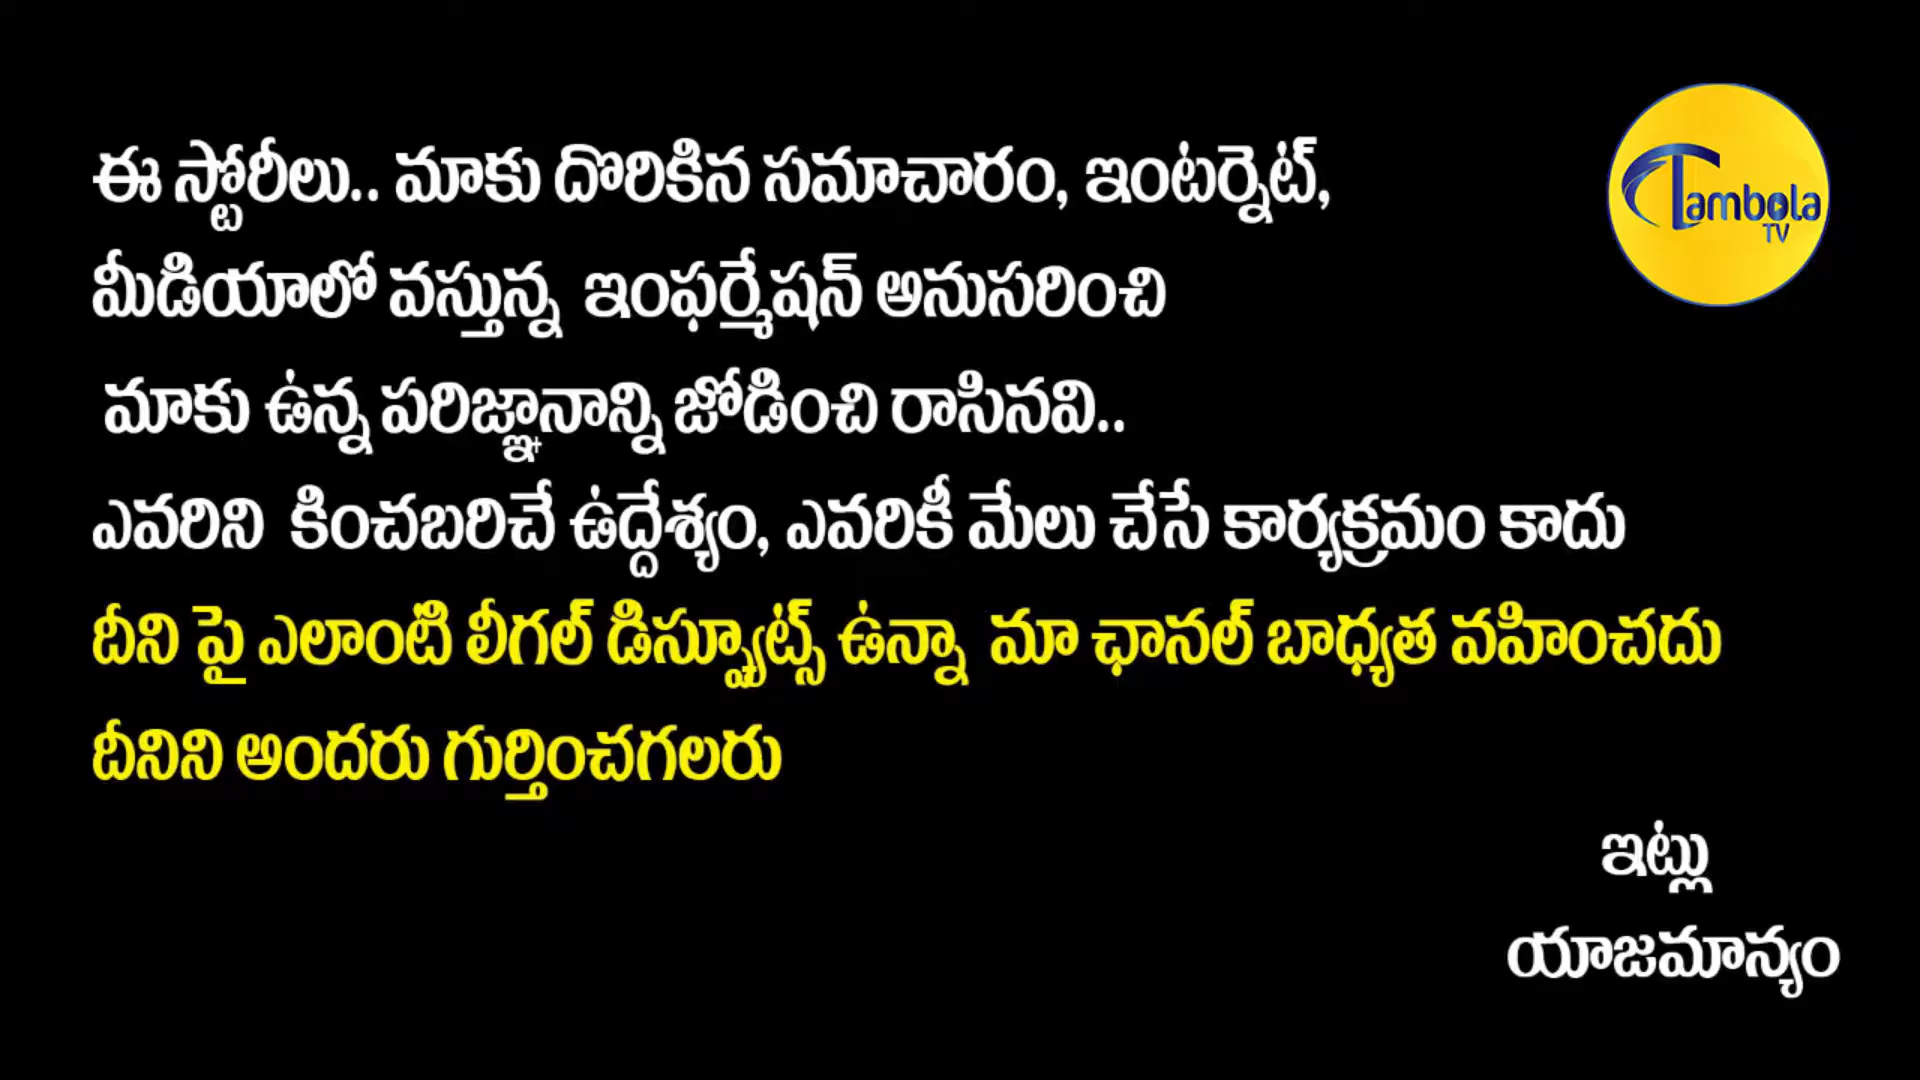 ఈ స్టోరీలు.. మాకు దొరికిన సమాచారం, ఇంటర్నెట్,
Tambola
TV
మీడియాలో వస్తున్న ఇంఫర్మేషన్ అనుసరించి
మాకు ఉన్న పరిజ్ఞానాన్ని జోడించి రాసినవి..
ఎవరిని కించబరిచే ఉద్దేశ్యం, ఎవరికీ మేలు చేసే కార్యక్రమం కాదు
దీని పై ఎలాంటి లీగల్ డిస్ప్యూట్స్ ఉన్నా మా ఛానల్ బాధ్యత వహించదు
దీనిని అందరు గుర్తించగలరు
ఇట్లు
యాజమాన్యం